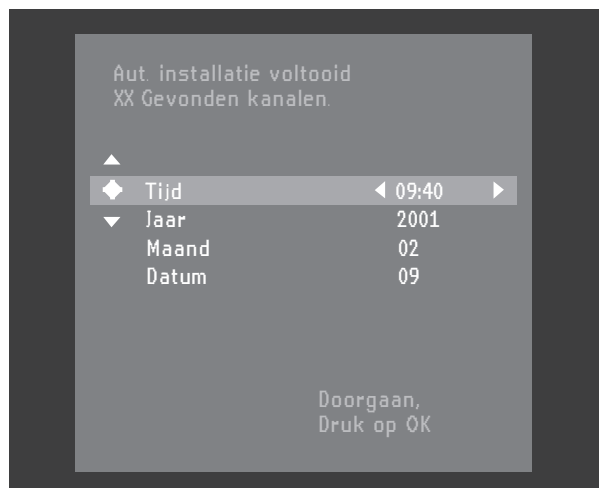 Aut. installatie voltooid
XX Gevonden kanalen.
Tijd 09:40
Jaar 2001
Maand 02
Datum 09
Doorgaan,
Druk op OK